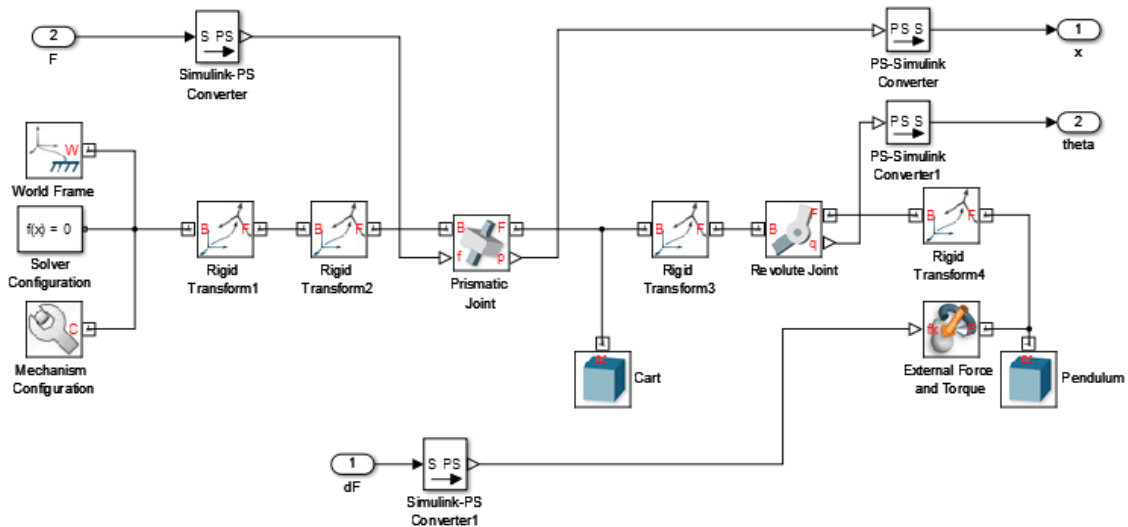 2
F
S PS
Simulink-PS
Converter
PS S
PS-Simulink
Converter
1
x
PS S
PS-Simulink
Converter1
2
theta
W
World Frame
f(x) = 0
Solver
Configuration
C
Mechanism
Configuration
B F
Rigid
Transform1
B F
Rigid
Transform2
B F
f p
Prismatic
Joint
B F
Rigid
Transform3
B F
q
Revolute Joint
B F
Rigid
Transform4
R
Cart
fx F
External Force
and Torque
R
Pendulum
1
dF
S PS
Simulink-PS
Converter1